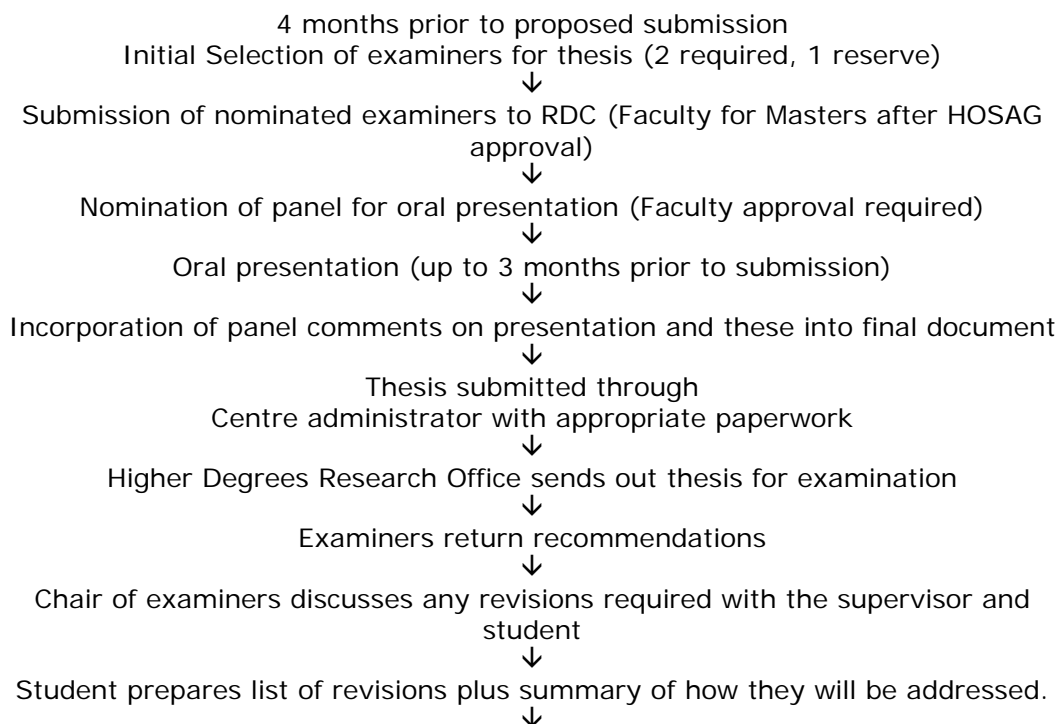 4 months prior to proposed submission
Initial Selection of examiners for thesis (2 required, 1 reserve)
↓
Submission of nominated examiners to RDC (Faculty for Masters after HOSAG
approval)
↓
Nomination of panel for oral presentation (Faculty approval required)
↓
Oral presentation (up to 3 months prior to submission)
↓
Incorporation of panel comments on presentation and these into final document
↓
Thesis submitted through
Centre administrator with appropriate paperwork
↓
Higher Degrees Research Office sends out thesis for examination
↓
Examiners return recommendations
↓
Chair of examiners discusses any revisions required with the supervisor and
student
↓
Student prepares list of revisions plus summary of how they will be addressed.
↓